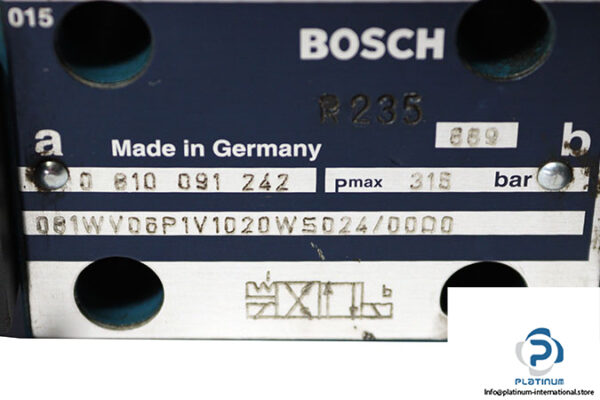 015
BOSCH
R235
a
Made in Germany
889
b
0 810 091 242
pmax 315 bar
081WV06P1V1020WS024/00D0
b
PLATINUM
Info@platinum-international.store